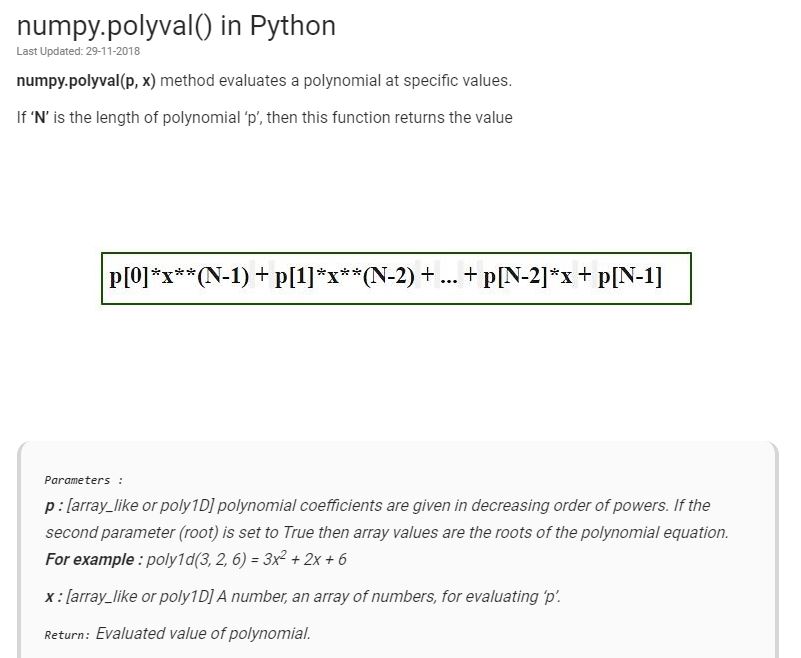 numpy.polyval() in Python
Last Updated: 29-11-2018
numpy.polyval(p, x) method evaluates a polynomial at specific values.
If ‘N’ is the length of polynomial ‘p’, then this function returns the value
p[0]*x**(N-1) + p[1]*x**(N-2) + ... + p[N-2]*x + p[N-1]
Parameters :
p : [array_like or poly1D] polynomial coefficients are given in decreasing order of powers. If the
second parameter (root) is set to True then array values are the roots of the polynomial equation.
For example : poly1d(3, 2, 6) = 3x² + 2x + 6
x : [array_like or poly1D] A number, an array of numbers, for evaluating ‘p’.
Return: Evaluated value of polynomial.